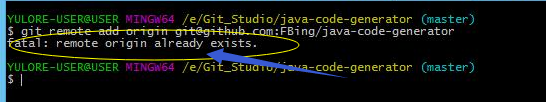 YULORE-USER@USER MINGW64 /e/Git_Studio/java-code-generator (master)
$ git remote add origin git@github.com:FBing/java-code-generator
fatal: remote origin already exists.
YULORE-USER@USER MINGW64 /e/Git_Studio/java-code-generator (master)
$